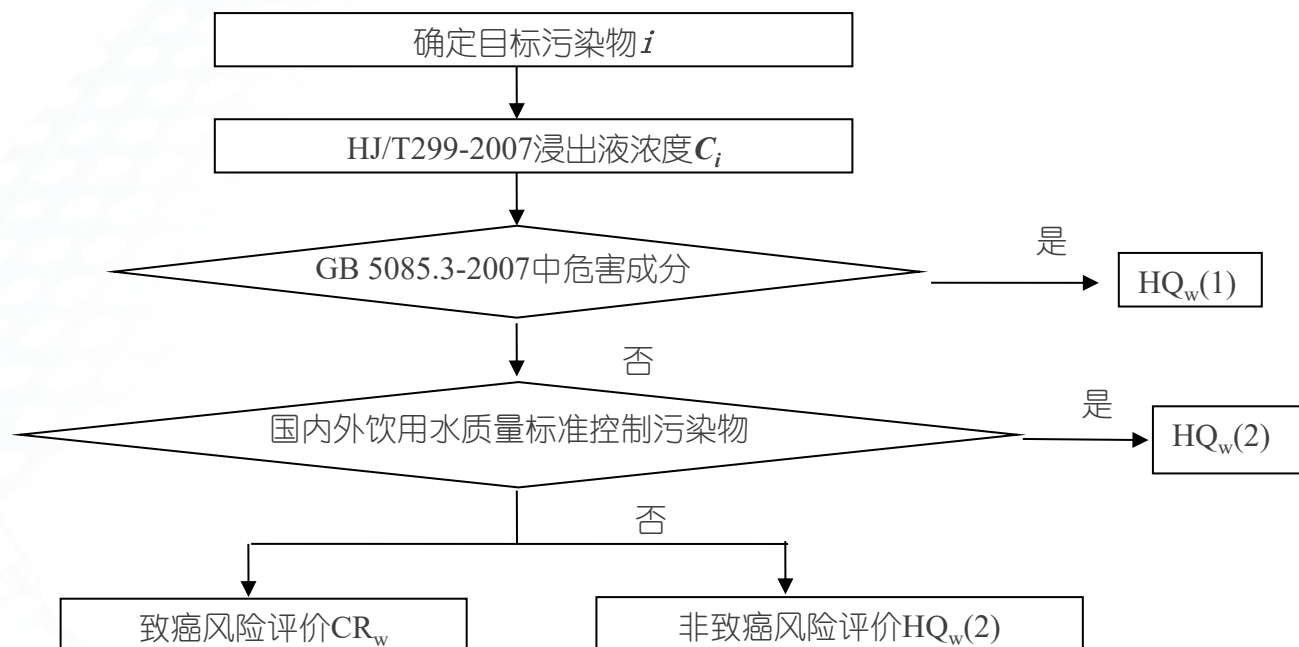 确定目标污染物i
HJ/T299-2007浸出液浓度Ci
GB 5085.3-2007中危害成分
是
HQw(1)
否
国内外饮用水质量标准控制污染物
是
HQw(2)
否
致癌风险评价CRw
非致癌风险评价HQw(2)